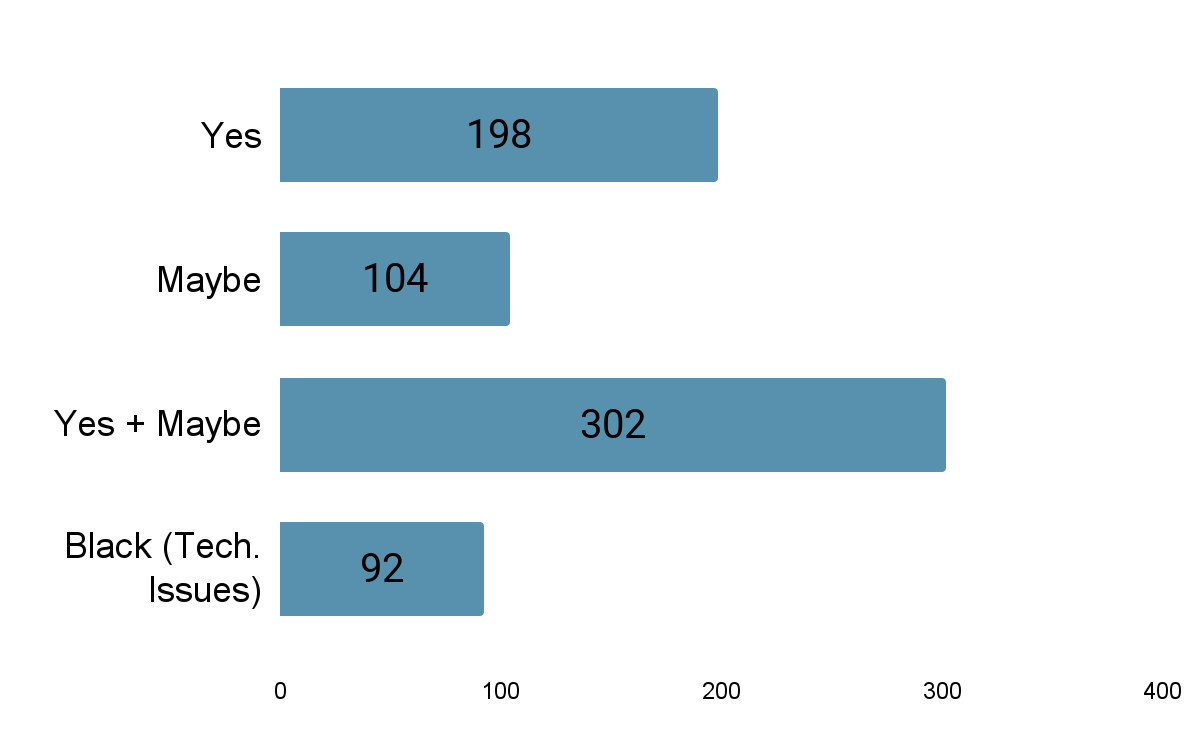 Yes
198
Maybe
104
Yes + Maybe
302
Black (Tech.
Issues)
92
0 100 200 300 400